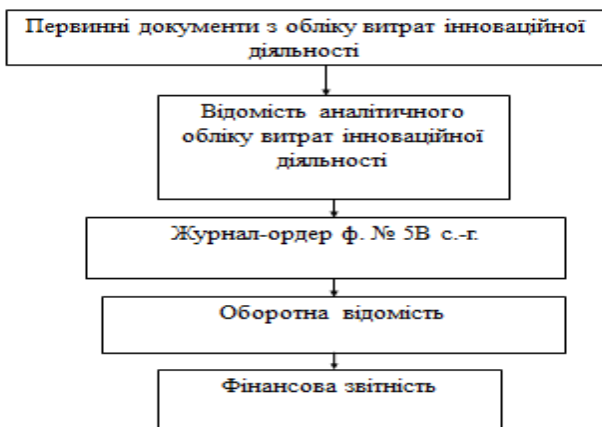 Первинні документи з обліку витрат інноваційної
діяльності
Відомість аналітичного
обліку витрат інноваційної
діяльності
Журнал-ордер ф. № 5В с.-г.
Оборотна відомість
Фінансова звітність